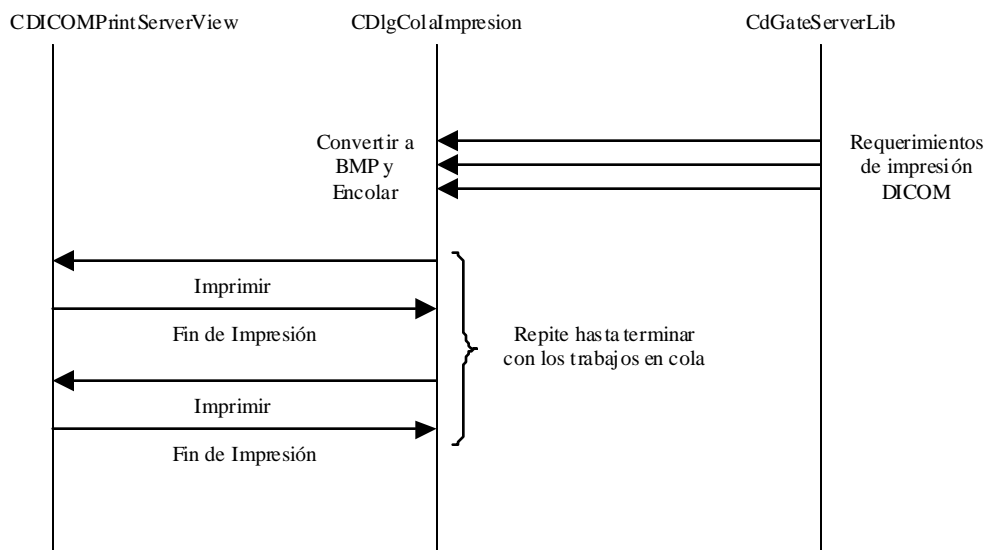 CDICOMPrintServerView
CDlgColaImpresion
CdGateServerLib
Convertir a
BMP y
Encolar
Requerimientos
de impresión
DICOM
Imprimir
Fin de Impresión
Repite hasta terminar
con los trabajos en cola
Imprimir
Fin de Impresión